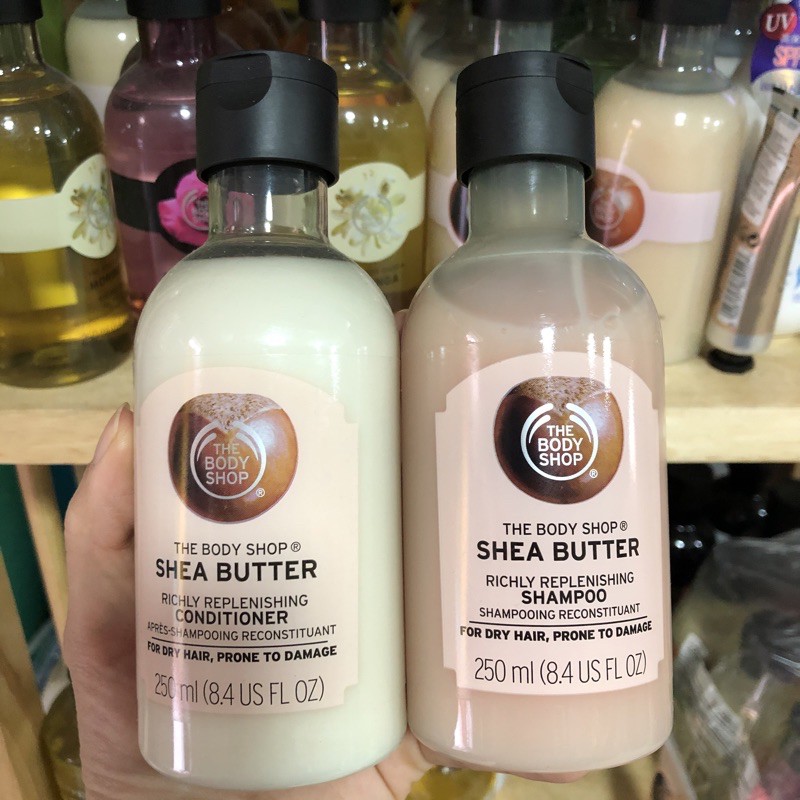 THE
BODY
SHOP
®
THE BODY SHOP ®
SHEA BUTTER
RICHLY REPLENISHING
CONDITIONER
APRÈS-SHAMPOOING RECONSTITUANT
FOR DRY HAIR, PRONE TO DAMAGE
250 ml (8.4 US FL OZ)
THE
BODY
SHOP
®
THE BODY SHOP ®
SHEA BUTTER
RICHLY REPLENISHING
SHAMPOO
SHAMPOOING RECONSTITUANT
FOR DRY HAIR, PRONE TO DAMAGE
250 ml (8.4 US FL OZ)
UV